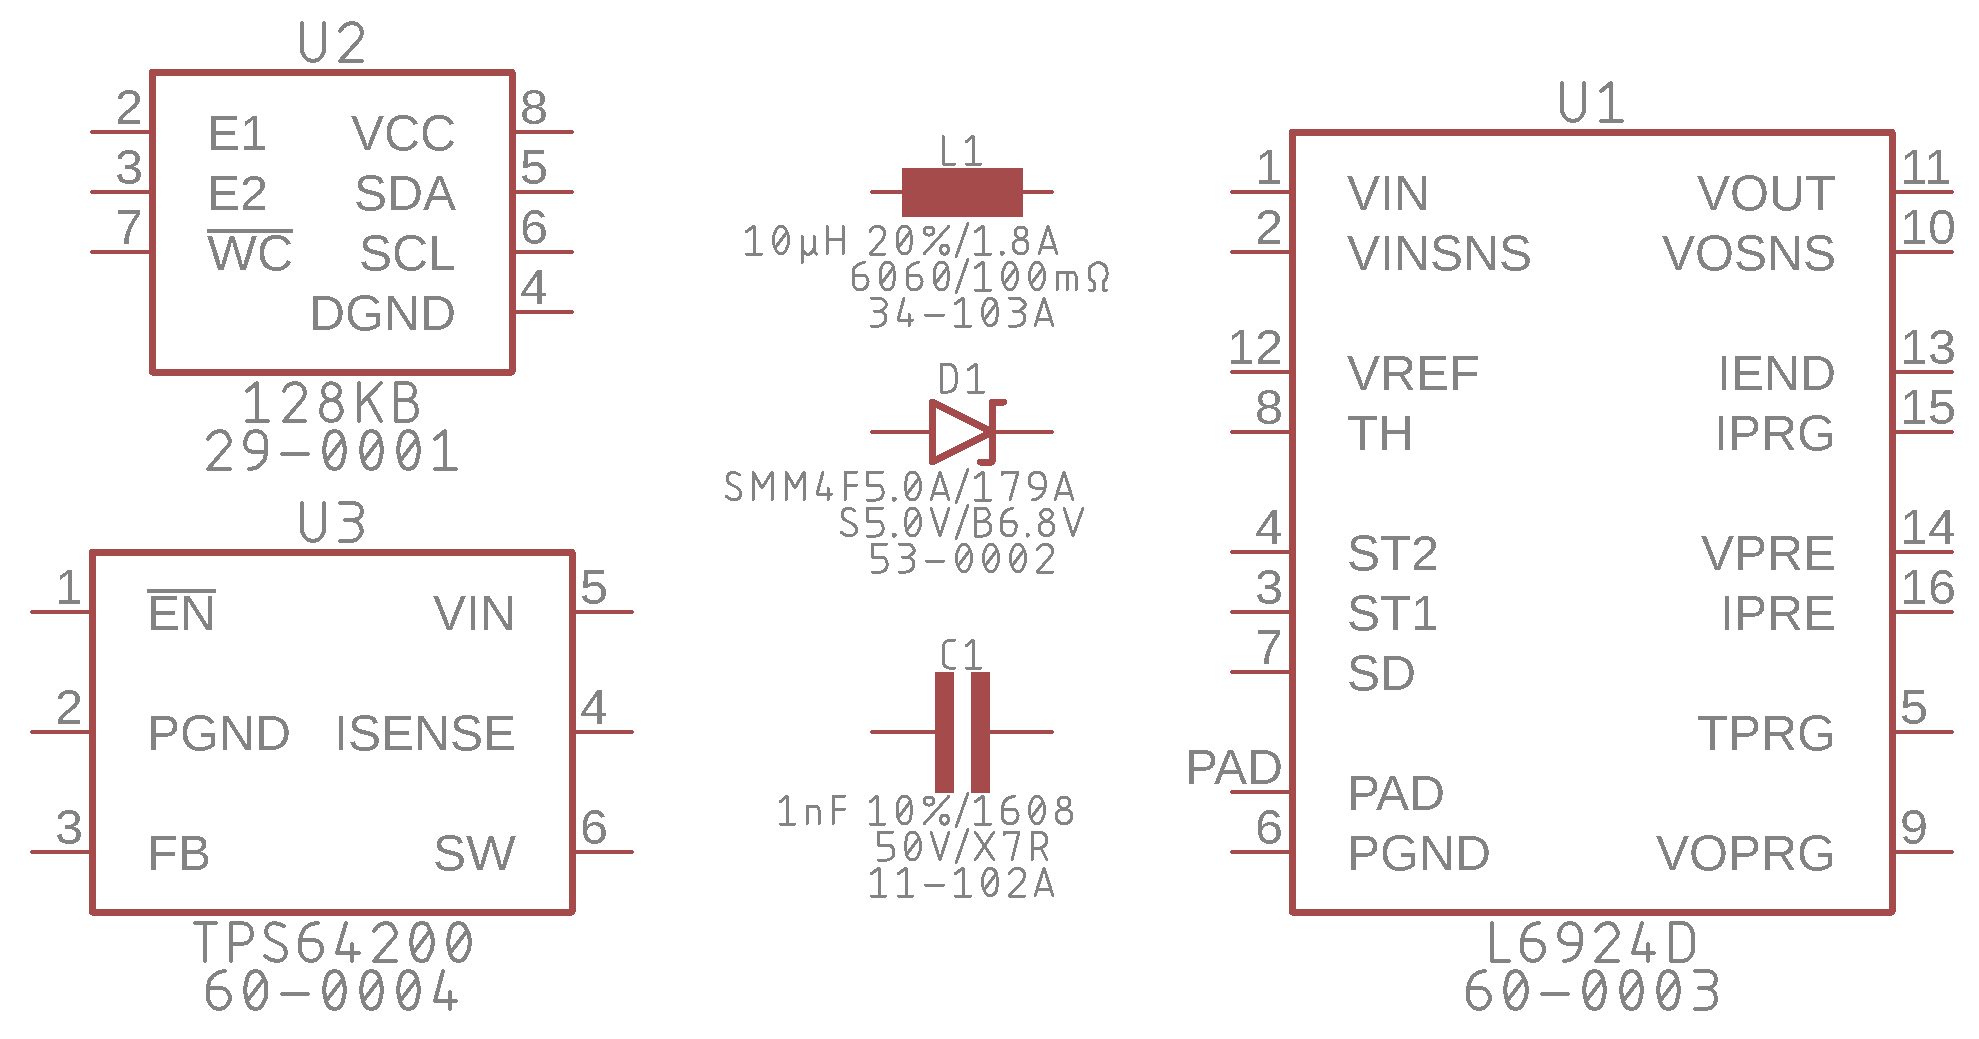 U2
2 E1 VCC 8
3 E2 SDA 5
7 WC SCL 6
DGND 4
128KB
29-0001
U3
1 EN VIN 5
2 PGND ISENSE 4
3 FB SW 6
TPS64200
60-0004
L1
10µH 20%/1.8A
6060/100mΩ
34-103A
D1
SMM4F5.0A/179A
S5.0V/B6.8V
53-0002
C1
1nF 10%/1608
50V/X7R
11-102A
U1
1 VIN VOUT 11
2 VINSNS VOSNS 10
12 VREF IEND 13
8 TH IPRG 15
4 ST2 VPRE 14
3 ST1 IPRE 16
7 SD
TPRG 5
PAD PAD
6 PGND VOPRG 9
L6924D
60-0003